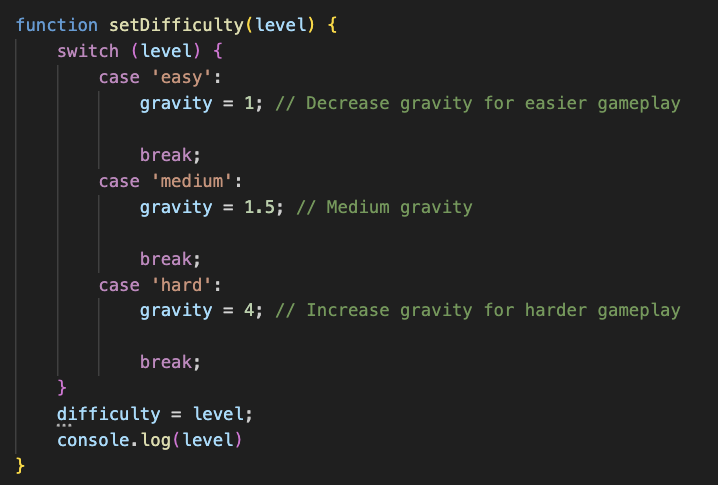 function setDifficulty(level) {
    switch (level) {
        case 'easy':
            gravity = 1; // Decrease gravity for easier gameplay

            break;
        case 'medium':
            gravity = 1.5; // Medium gravity

            break;
        case 'hard':
            gravity = 4; // Increase gravity for harder gameplay

            break;
    }
    difficulty = level;
    console.log(level)
}